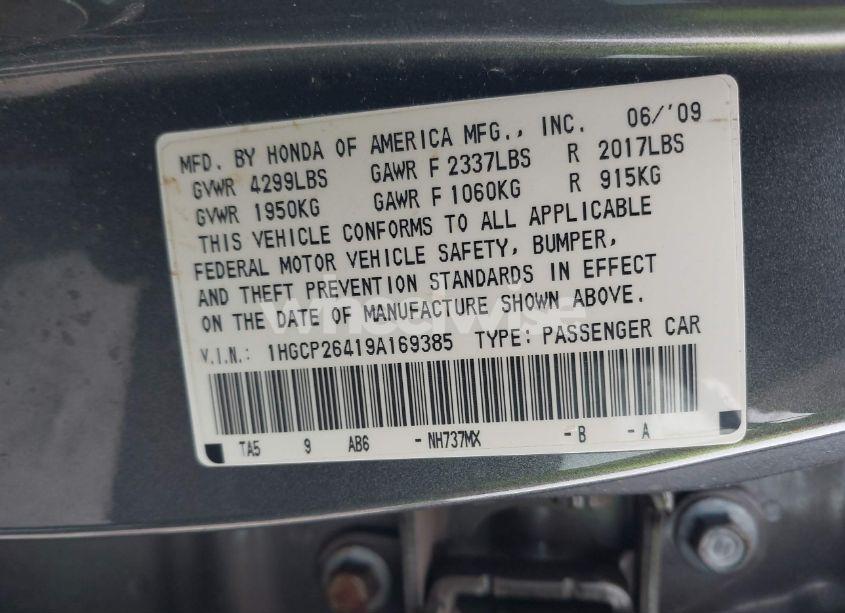 MFD. BY HONDA OF AMERICA MFG., INC. 06/'09
GVWR 4299LBS GAWR F 2337LBS R 2017LBS
GVWR 1950KG GAWR F 1060KG R 915KG
THIS VEHICLE CONFORMS TO ALL APPLICABLE
FEDERAL MOTOR VEHICLE SAFETY, BUMPER,
AND THEFT PREVENTION STANDARDS IN EFFECT
ON THE DATE OF MANUFACTURE SHOWN ABOVE.
wheelwise
V.I.N.: 1HGCP26419A169385 TYPE: PASSENGER CAR
TA5 9 AB6 -NH737MX -B -A